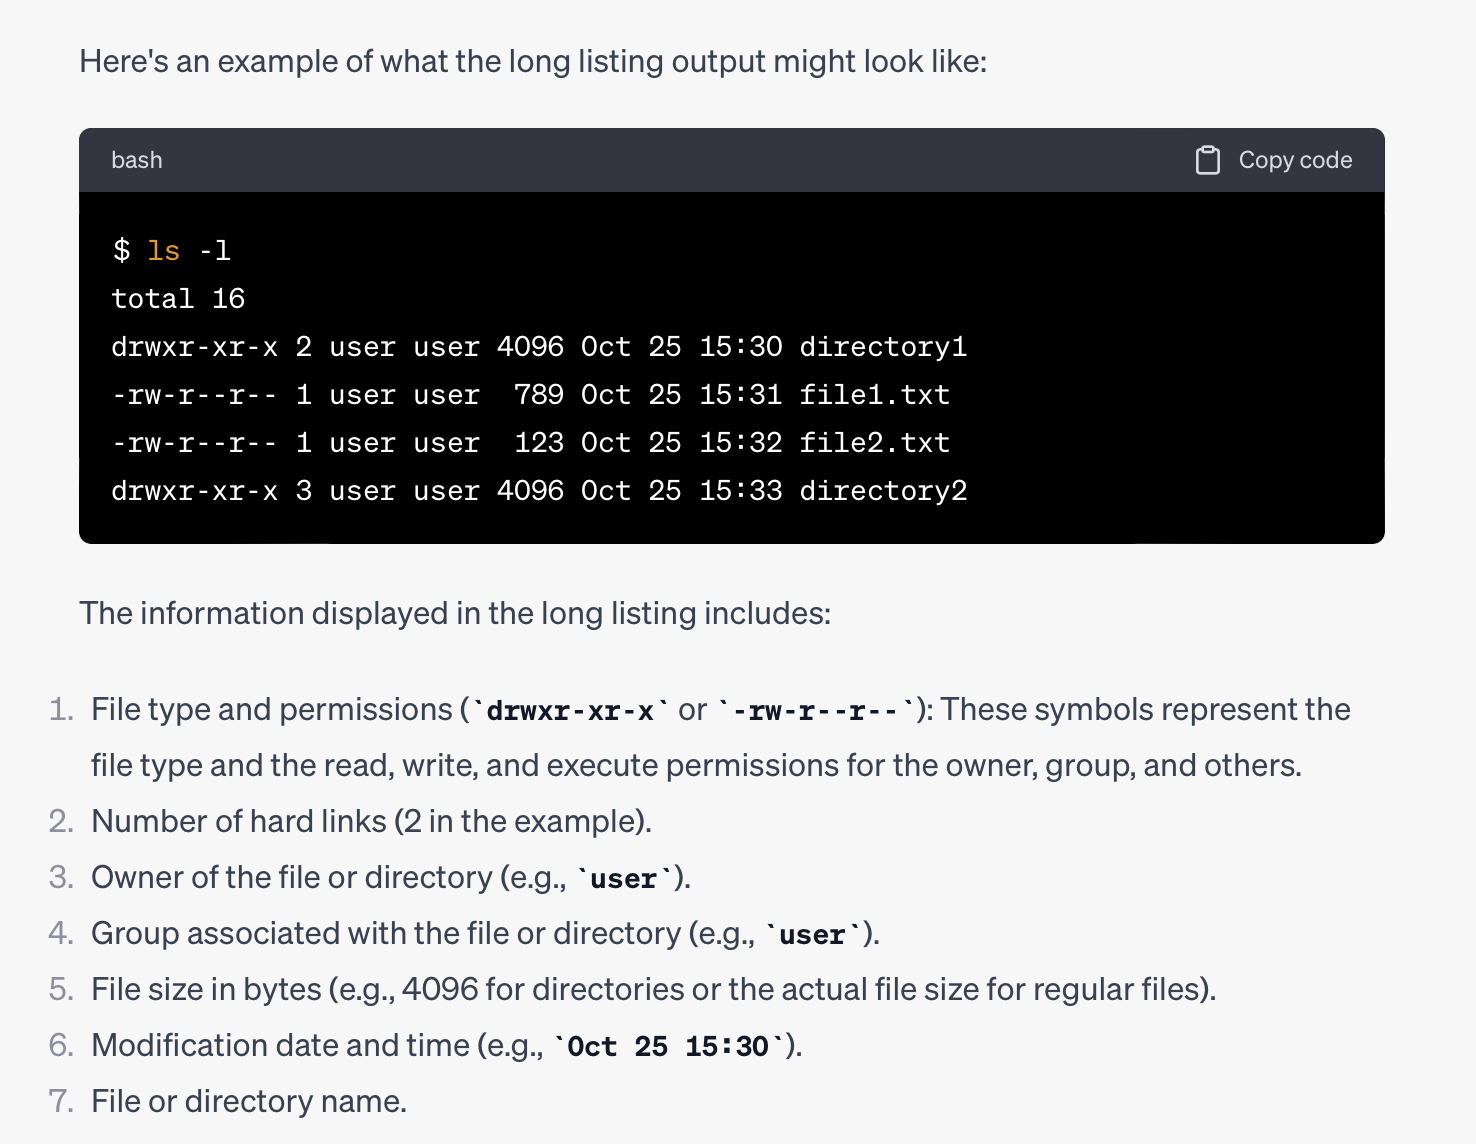 Here's an example of what the long listing output might look like:
bash
Copy code
$ ls -l
total 16
drwxr-xr-x 2 user user 4096 Oct 25 15:30 directory1
-rw-r--r-- 1 user user  789 Oct 25 15:31 file1.txt
-rw-r--r-- 1 user user  123 Oct 25 15:32 file2.txt
drwxr-xr-x 3 user user 4096 Oct 25 15:33 directory2
The information displayed in the long listing includes:
1. File type and permissions (`drwxr-xr-x` or `-rw-r--r--`): These symbols represent the
file type and the read, write, and execute permissions for the owner, group, and others.
2. Number of hard links (2 in the example).
3. Owner of the file or directory (e.g., `user`).
4. Group associated with the file or directory (e.g., `user`).
5. File size in bytes (e.g., 4096 for directories or the actual file size for regular files).
6. Modification date and time (e.g., `Oct 25 15:30`).
7. File or directory name.